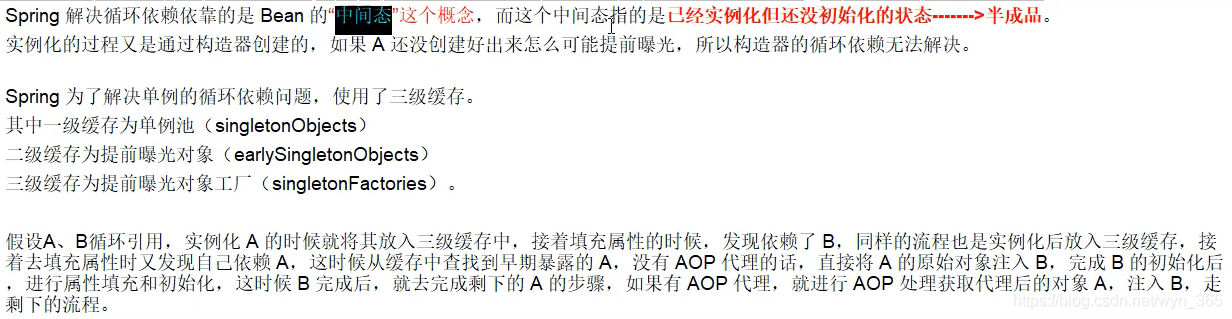 Spring 解决循环依赖依靠的是 Bean 的“中间态”这个概念，而这个中间态指的是已经实例化但还没初始化的状态------->半成品。
实例化的过程又是通过构造器创建的，如果 A 还没创建好出来怎么可能提前曝光，所以构造器的循环依赖无法解决。
Spring 为了解决单例的循环依赖问题，使用了三级缓存。
其中一级缓存为单例池（singletonObjects）
二级缓存为提前曝光对象（earlySingletonObjects）
三级缓存为提前曝光对象工厂（singletonFactories）。
假设A、B循环引用，实例化 A 的时候就将其放入三级缓存中，接着填充属性的时候，发现依赖了 B，同样的流程也是实例化后放入三级缓存，接
着去填充属性时又发现自己依赖 A，这时候从缓存中查找到早期暴露的 A，没有 AOP 代理的话，直接将 A 的原始对象注入 B，完成 B 的初始化后
，进行属性填充和初始化，这时候 B 完成后，就去完成剩下的 A 的步骤，如果有 AOP 代理，就进行 AOP 处理获取代理后的对象 A，注入 B，走
剩下的流程。
https://blog.csdn.net/wyn_365